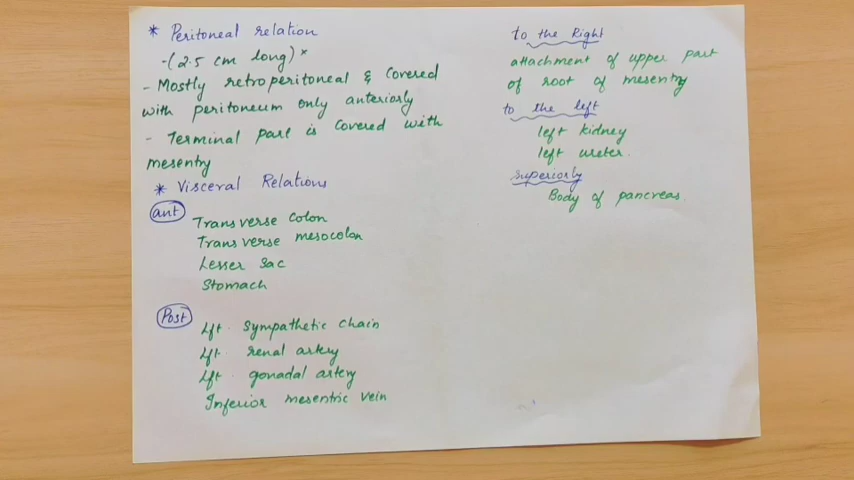 * Peritoneal relation
-(2.5 cm long)*
- Mostly retroperitoneal & Covered
with peritoneum only anteriorly
- Terminal part is Covered with
mesentry
* Visceral Relations
ant
Transverse Colon
Transverse mesocolon
Lesser Sac
Stomach
Post
Lft. Sympathetic chain
Lft. renal artery
Lft. gonadal artery
Inferior mesentric vein
to the Right
attachment of upper part
of root of mesentry
to the left
left kidney
left ureter.
Superiorly
Body of pancreas.